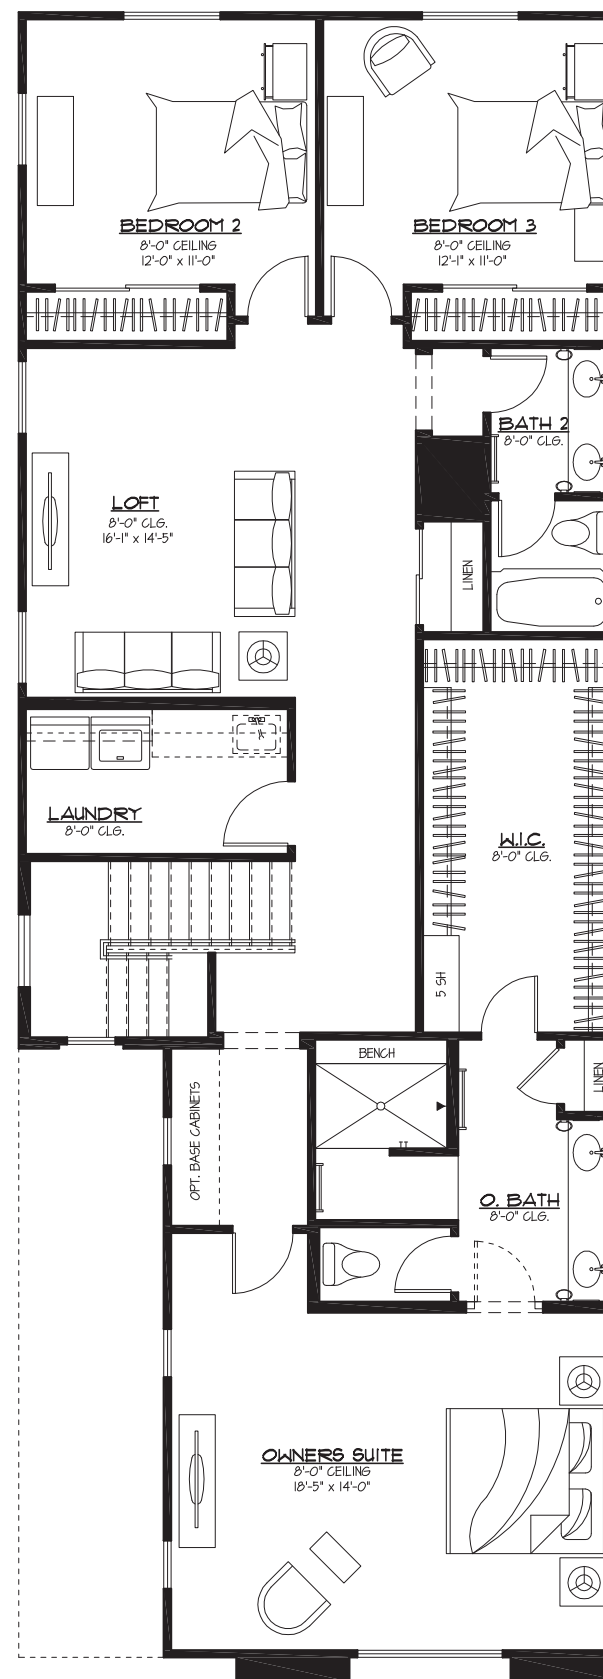 BEDROOM 2
8'-0" CEILING
12'-0" x 11'-0"
BEDROOM 3
8'-0" CEILING
12'-1" x 11'-0"
BATH 2
8'-0" CLG.
LOFT
8'-0" CLG.
16'-1" x 14'-5"
LINEN
LAUNDRY
8'-0" CLG.
W.I.C.
8'-0" CLG.
5 SH
BENCH
LINEN
OPT. BASE CABINETS
O. BATH
8'-0" CLG.
OWNERS SUITE
8'-0" CEILING
18'-5" x 14'-0"